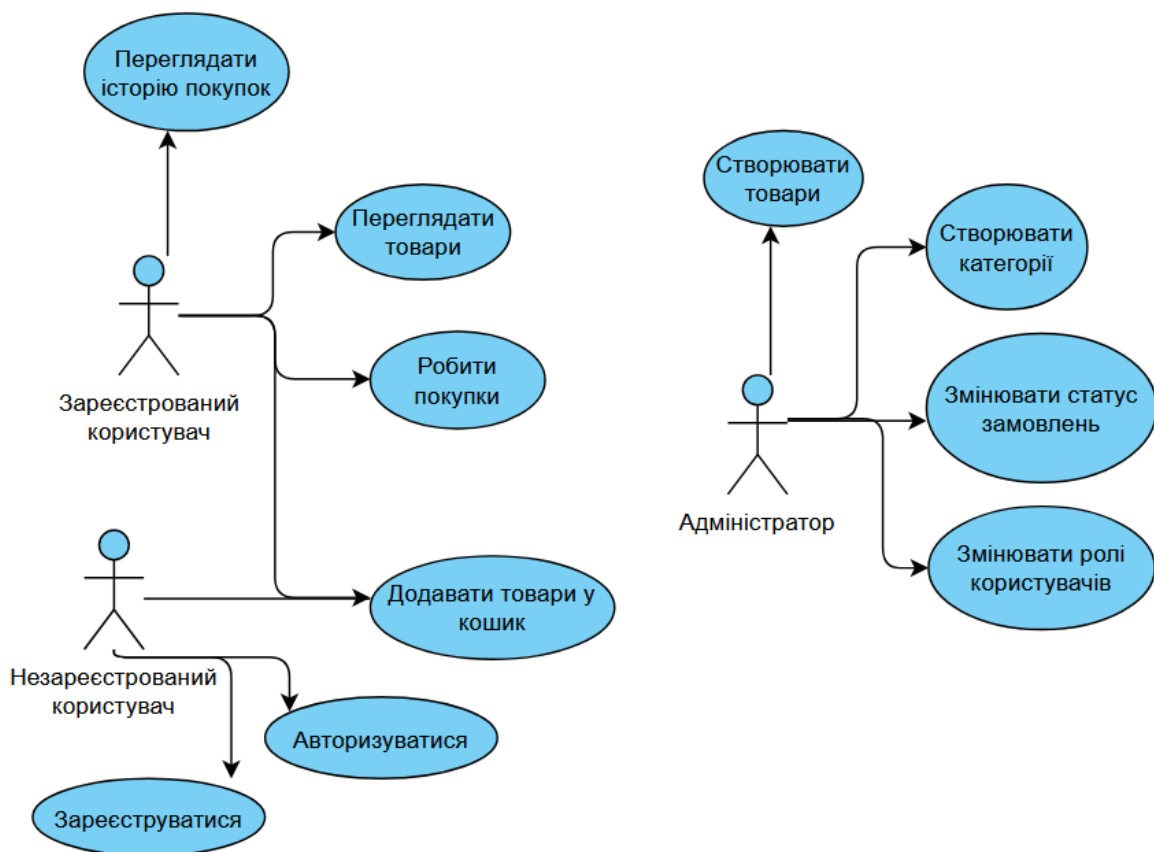 Переглядати
історію покупок
Переглядати
товари
Робити
покупки
Зареєстрований
користувач
Додавати товари у
кошик
Незареєстрований
користувач
Авторизуватися
Зареєструватися
Створювати
товари
Створювати
категорії
Змінювати статус
замовлень
Адміністратор
Змінювати ролі
користувачів